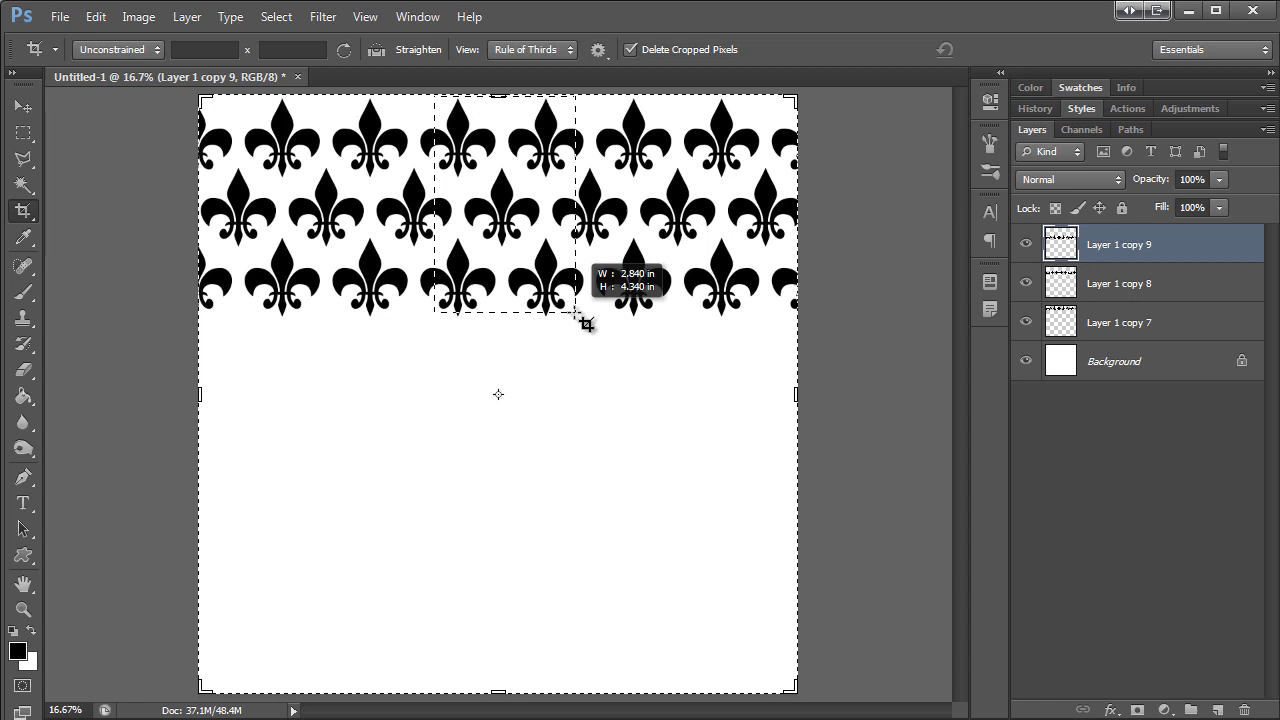 Ps File Edit Image Layer Type Select Filter View Window Help
Unconstrained x Straighten View: Rule of Thirds Delete Cropped Pixels Essentials
Untitled-1 @ 16.7% (Layer 1 copy 9, RGB/8) * ×
Color Swatches Info
History Styles Actions Adjustments
Layers Channels Paths
Kind
Normal Opacity: 100%
Lock: Fill: 100%
Layer 1 copy 9
W : 2.840 in
H : 4.340 in
Layer 1 copy 8
Layer 1 copy 7
Background
16.67% Doc: 37.1M/48.4M